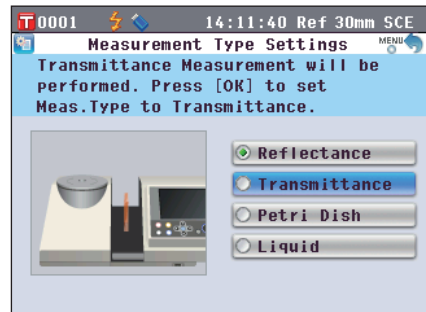 T0001 14:11:40 Ref 30mm SCE
Measurement Type Settings MENU
Transmittance Measurement will be
performed. Press [OK] to set
Meas.Type to Transmittance.
Reflectance
Transmittance
Petri Dish
Liquid